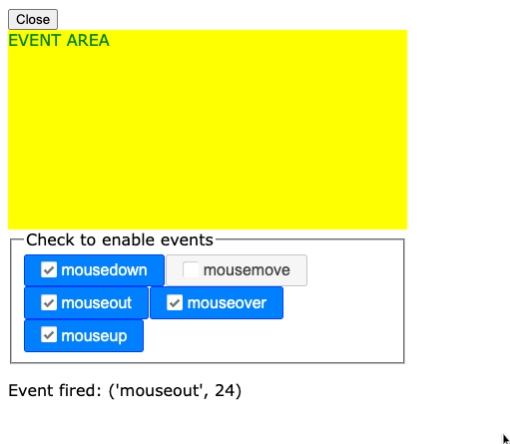 Close
EVENT AREA
Check to enable events
mousedown mousemove
mouseout mouseover
mouseup
Event fired: ('mouseout', 24)